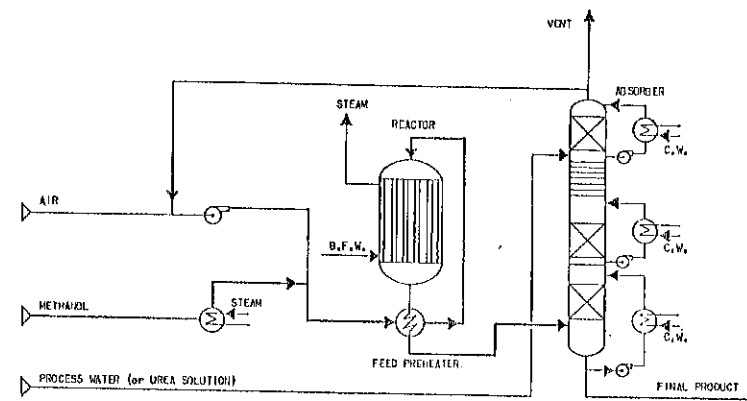 VENT
ABSORBER
STEAM
REACTOR
C.W.
AIR
B.F.W.
C.W.
METHANOL
STEAM
C.W.
FEED PREHEATER.
PROCESS WATER (or UREA SOLUTION)
FINAL PRODUCT